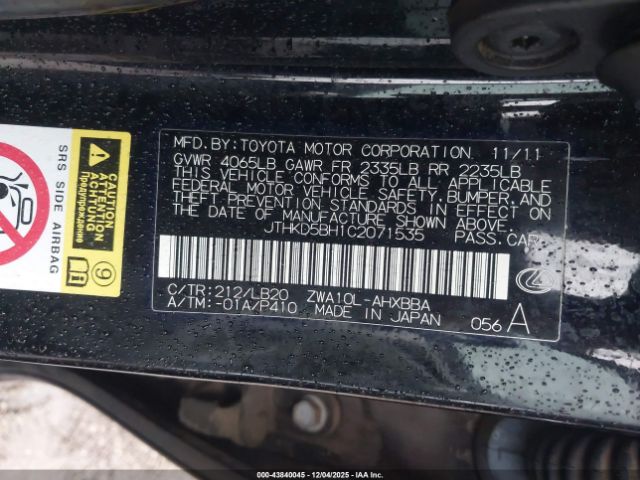 MFD. BY: TOYOTA MOTOR CORPORATION 11/11
GVWR 4065LB GAWR FR 2335LB RR 2235LB
THIS VEHICLE CONFORMS TO ALL APPLICABLE
FEDERAL MOTOR VEHICLE SAFETY, BUMPER, AND
THEFT PREVENTION STANDARDS IN EFFECT ON
THE DATE OF MANUFACTURE SHOWN ABOVE.
JTHKD5BH1C2071535 PASS. CAR
C/TR: 212/LB20 ZWA10L-AHXBBA
A/TM: -01A/P410 MADE IN JAPAN 056 A
SRS SIDE AIRBAG
Предупреждение
9
000-43840045 - 12/04/2025 - IAA Inc.